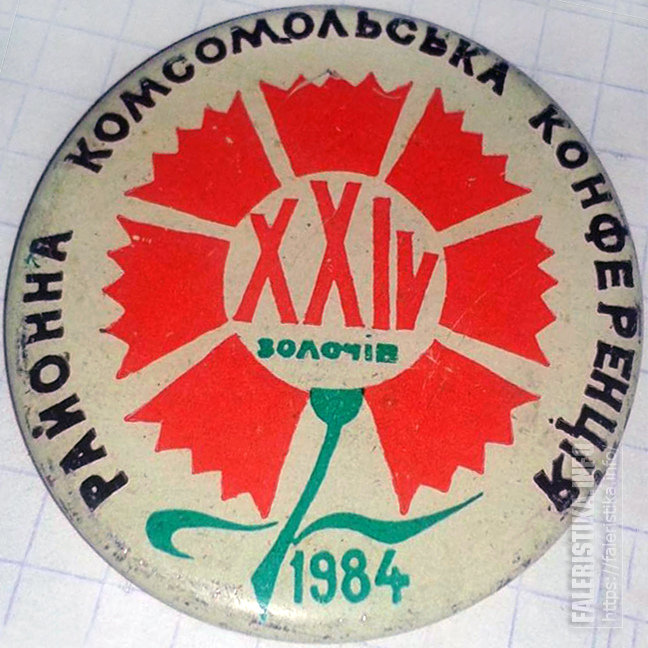 РАЙОННА КОМСОМОЛЬСЬКА КОНФЕРЕНЦІЯ
XXIV
ЗОЛОЧІВ
1984
FALERISTIKA.INFO
https://faleristika.info